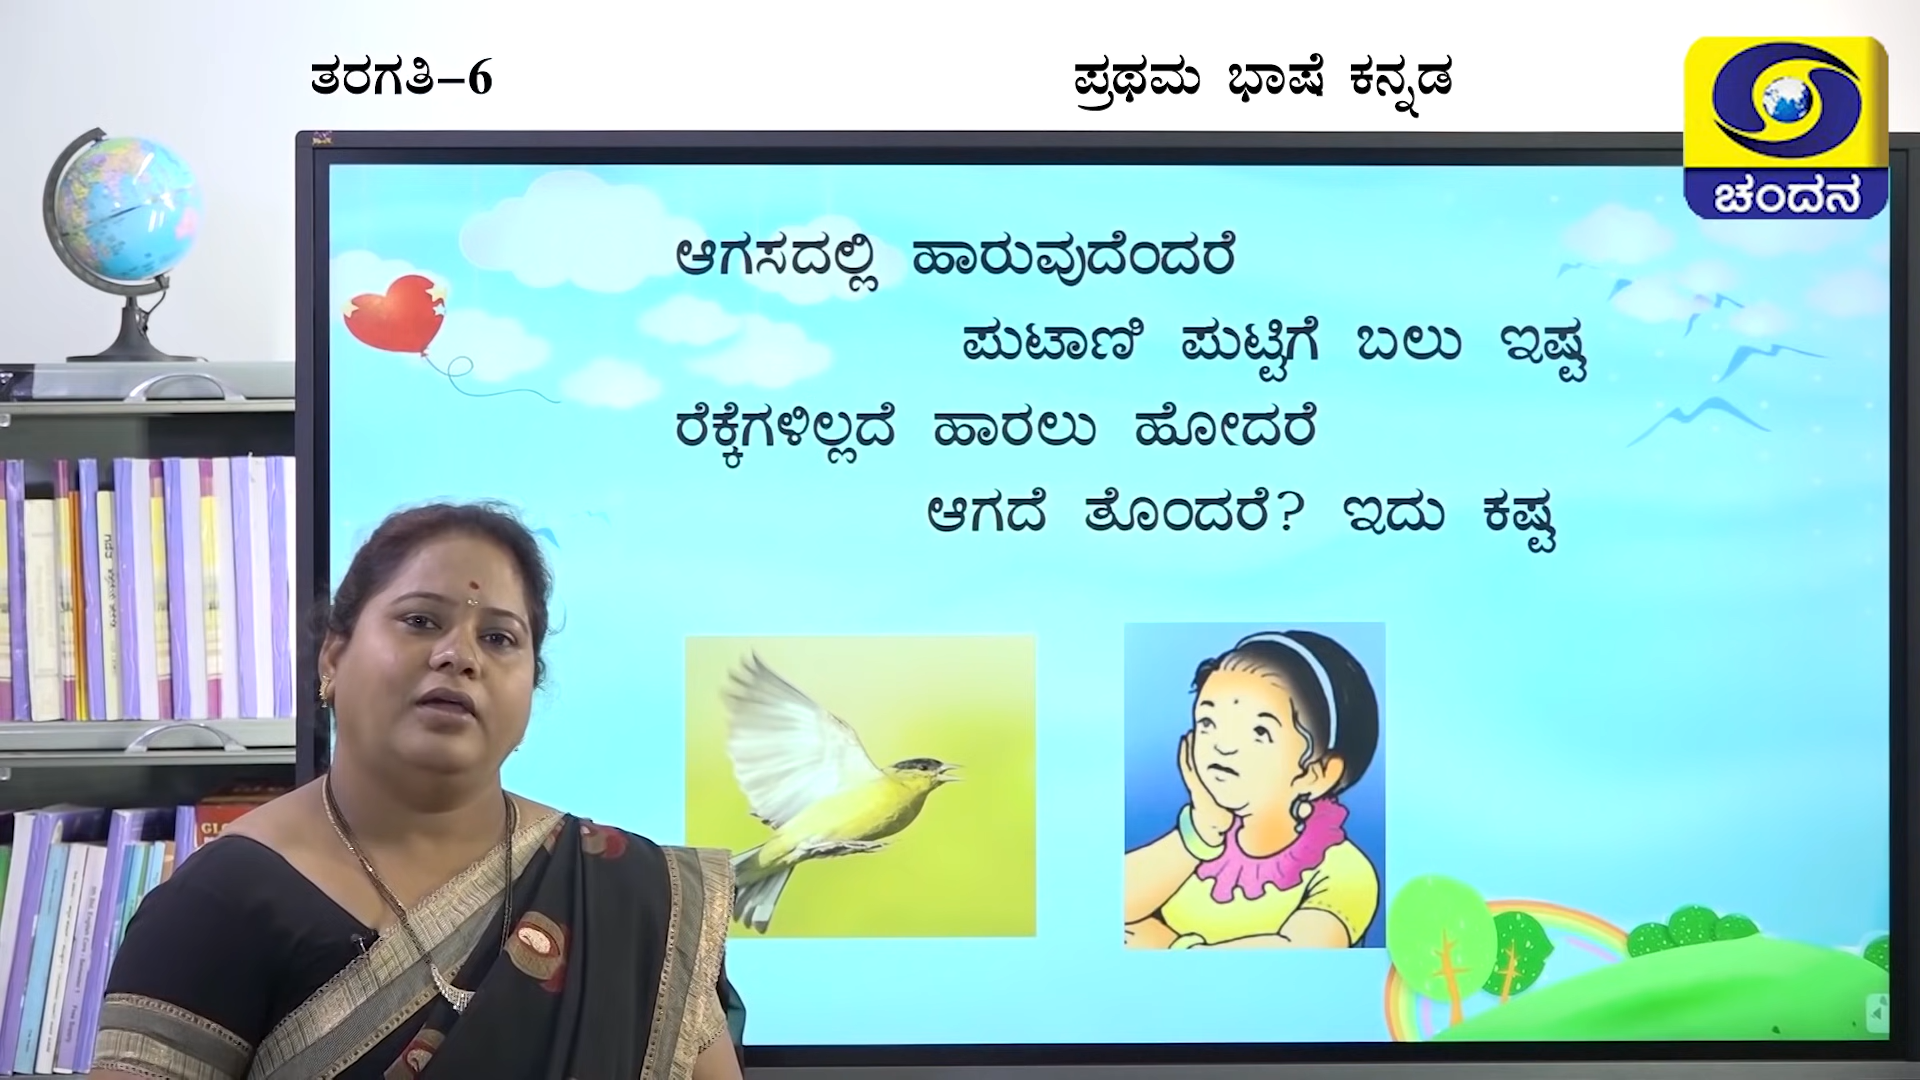 ತರಗತಿ–6
ಪ್ರಥಮ ಭಾಷೆ ಕನ್ನಡ
ಚಂದನ
ಆಗಸದಲ್ಲಿ ಹಾರುವುದೆಂದರೆ
ಪುಟಾಣಿ ಪುಟ್ಟಿಗೆ ಬಲು ಇಷ್ಟ
ರೆಕ್ಕೆಗಳಿಲ್ಲದೆ ಹಾರಲು ಹೋದರೆ
ಆಗದೆ ತೊಂದರೆ? ಇದು ಕಷ್ಟ